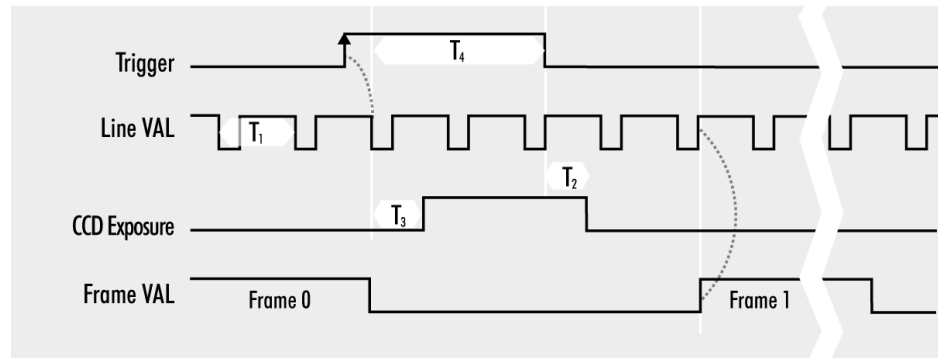 Trigger
T4
Line VAL
T1
T2
CCD Exposure
T3
Frame VAL
Frame 0
Frame 1